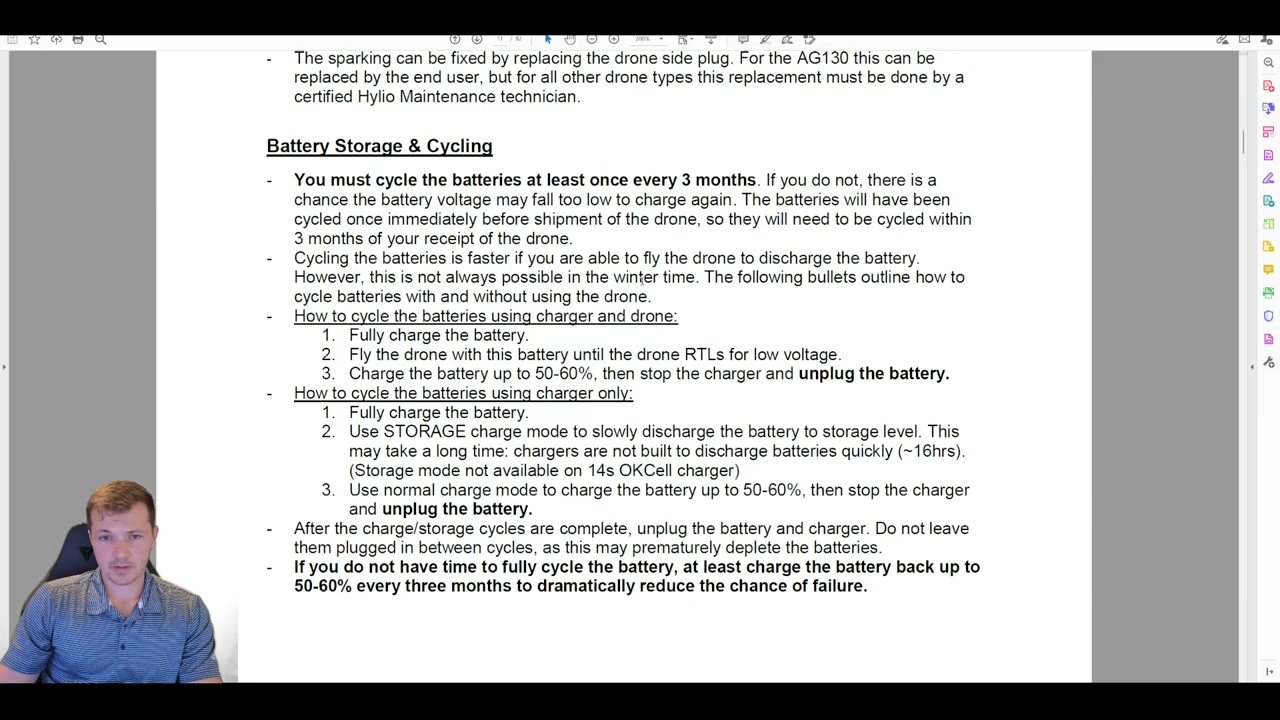 11 / 92
200%
- The sparking can be fixed by replacing the drone side plug. For the AG130 this can be
replaced by the end user, but for all other drone types this replacement must be done by a
certified Hylio Maintenance technician.
Battery Storage & Cycling
- You must cycle the batteries at least once every 3 months. If you do not, there is a
chance the battery voltage may fall too low to charge again. The batteries will have been
cycled once immediately before shipment of the drone, so they will need to be cycled within
3 months of your receipt of the drone.
- Cycling the batteries is faster if you are able to fly the drone to discharge the battery.
However, this is not always possible in the winter time. The following bullets outline how to
cycle batteries with and without using the drone.
- How to cycle the batteries using charger and drone:
1. Fully charge the battery.
2. Fly the drone with this battery until the drone RTLs for low voltage.
3. Charge the battery up to 50-60%, then stop the charger and unplug the battery.
- How to cycle the batteries using charger only:
1. Fully charge the battery.
2. Use STORAGE charge mode to slowly discharge the battery to storage level. This
may take a long time: chargers are not built to discharge batteries quickly (~16hrs).
(Storage mode not available on 14s OKCell charger)
3. Use normal charge mode to charge the battery up to 50-60%, then stop the charger
and unplug the battery.
- After the charge/storage cycles are complete, unplug the battery and charger. Do not leave
them plugged in between cycles, as this may prematurely deplete the batteries.
- If you do not have time to fully cycle the battery, at least charge the battery back up to
50-60% every three months to dramatically reduce the chance of failure.